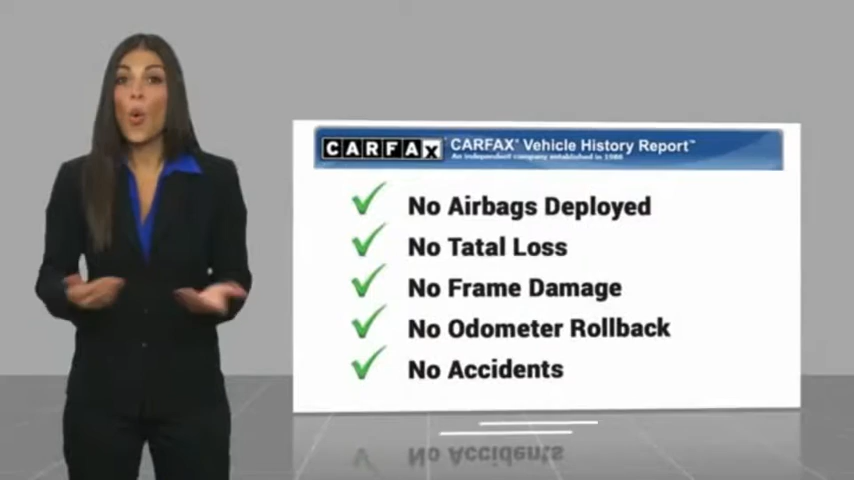 CARFAX CARFAX® Vehicle History Report™
An independent company established in 1986
No Airbags Deployed
No Tatal Loss
No Frame Damage
No Odometer Rollback
No Accidents
No Accidents